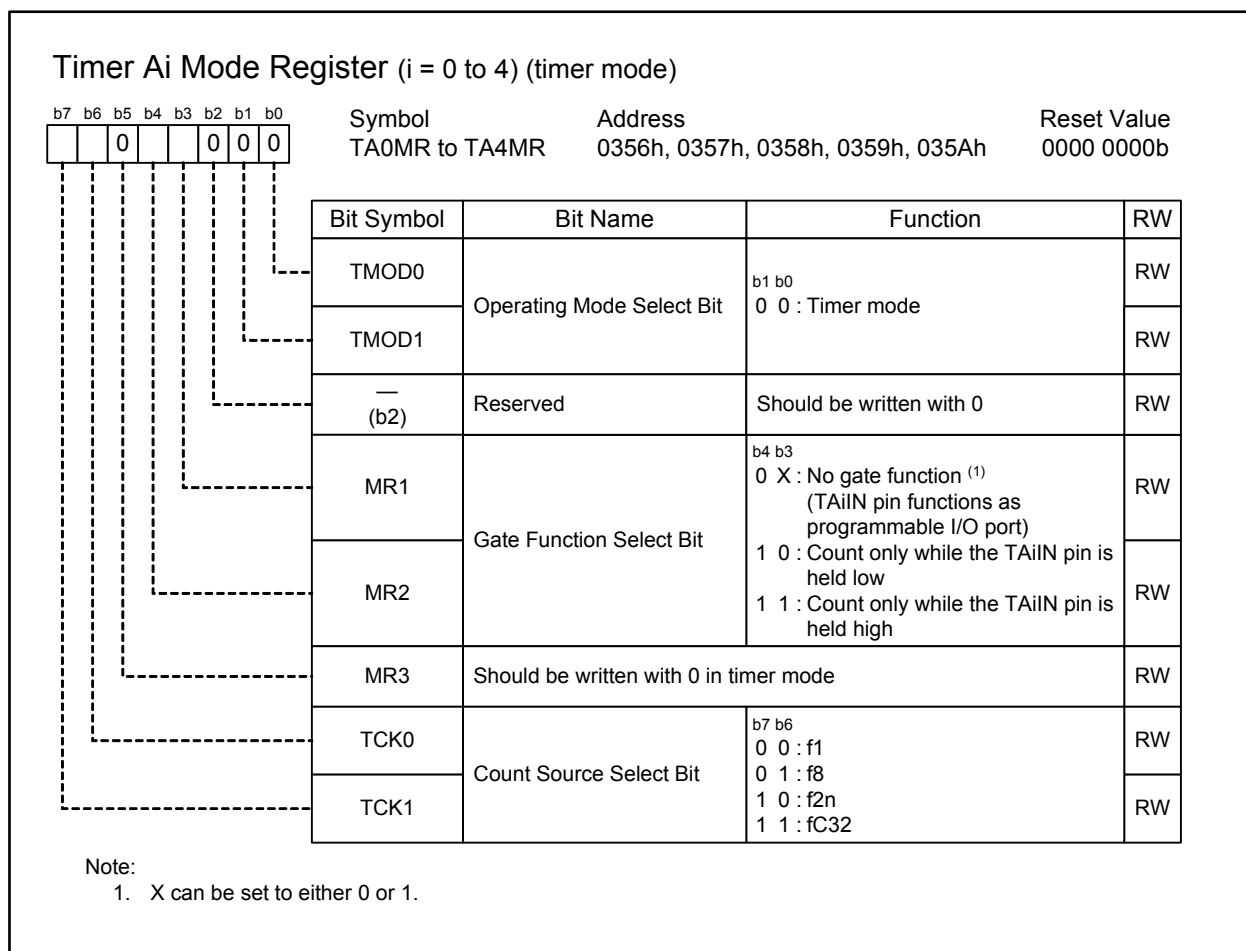 Timer Ai Mode Register (i = 0 to 4) (timer mode)
b7 b6 b5 b4 b3 b2 b1 b0
0 0 0 0
Symbol Address Reset Value
TA0MR to TA4MR 0356h, 0357h, 0358h, 0359h, 035Ah 0000 0000b
Bit Symbol Bit Name Function RW
TMOD0 RW
Operating Mode Select Bit
b1 b0
0 0 : Timer mode
TMOD1 RW
—
(b2)
Reserved Should be written with 0 RW
MR1 RW
Gate Function Select Bit
b4 b3
0 X : No gate function (1)
(TAiIN pin functions as
programmable I/O port)
1 0 : Count only while the TAiIN pin is
held low
1 1 : Count only while the TAiIN pin is
held high
MR2 RW
MR3 Should be written with 0 in timer mode RW
TCK0 RW
Count Source Select Bit
b7 b6
0 0 : f1
0 1 : f8
1 0 : f2n
1 1 : fC32
TCK1 RW
Note:
1. X can be set to either 0 or 1.